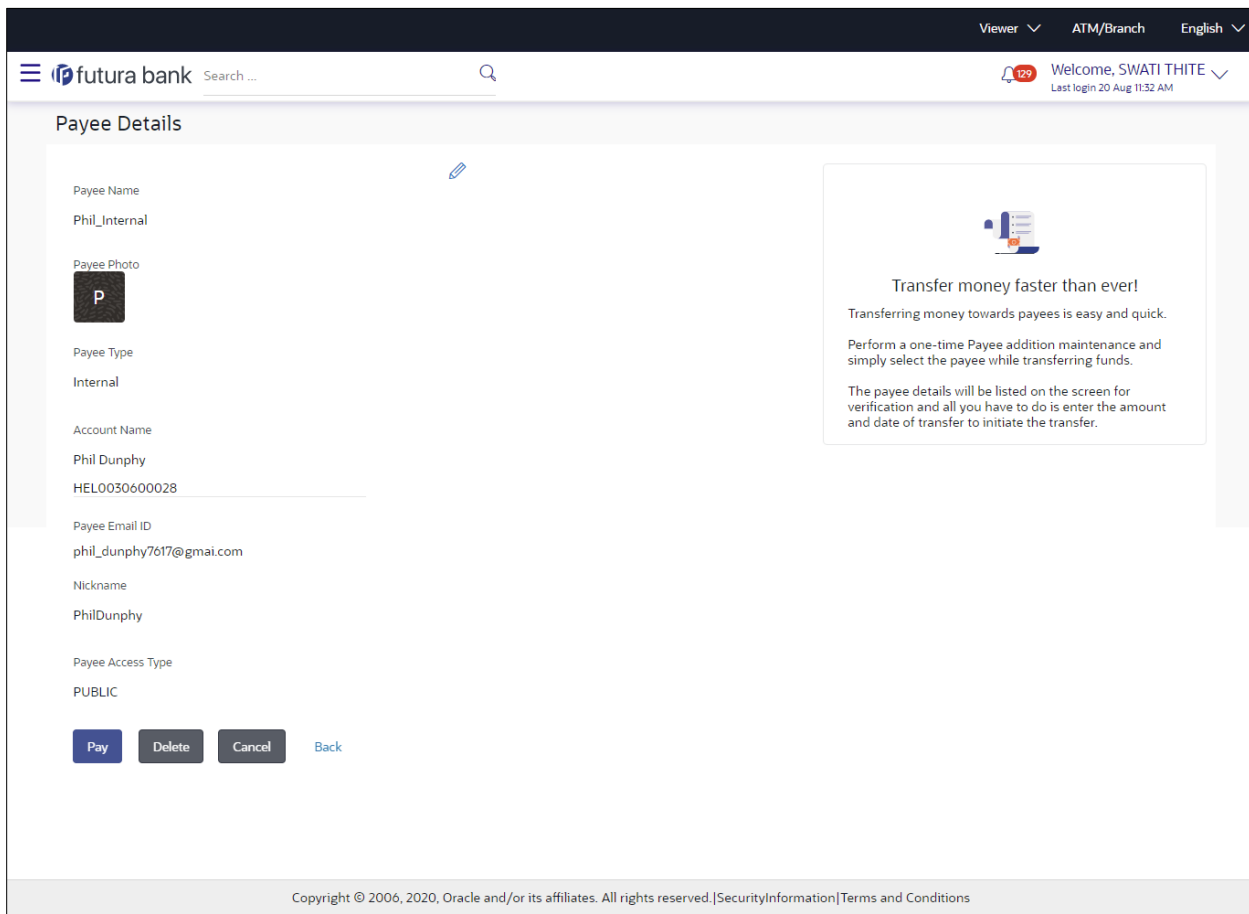 Viewer ATM/Branch English
futura bank Search ... 129 Welcome, SWATI THITE
Last login 20 Aug 11:32 AM
Payee Details
Payee Name
Phil_Internal
Payee Photo
P
Payee Type
Internal
Account Name
Phil Dunphy
HEL0030600028
Payee Email ID
phil_dunphy7617@gmai.com
Nickname
PhilDunphy
Payee Access Type
PUBLIC
Pay Delete Cancel Back
Transfer money faster than ever!
Transferring money towards payees is easy and quick.
Perform a one-time Payee addition maintenance and
simply select the payee while transferring funds.
The payee details will be listed on the screen for
verification and all you have to do is enter the amount
and date of transfer to initiate the transfer.
Copyright © 2006, 2020, Oracle and/or its affiliates. All rights reserved.|SecurityInformation|Terms and Conditions